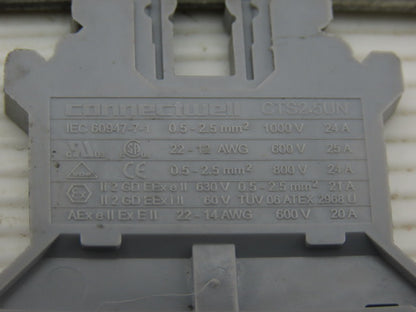 connectwell CTS2.5UN
IEC 60947-7-1 0.5 - 2.5 mm² 1000 V 24 A
22 - 12 AWG 600 V 25 A
CE 0.5 - 2.5 mm² 800 V 24 A
II 2 GD EEx e II 630 V 0.5 - 2.5 mm² 21 A
II 2 GD EEx i II 60 V TUV 06 ATEX 2968 U
AEx e II Ex E II 22 - 14 AWG 600 V 20 A